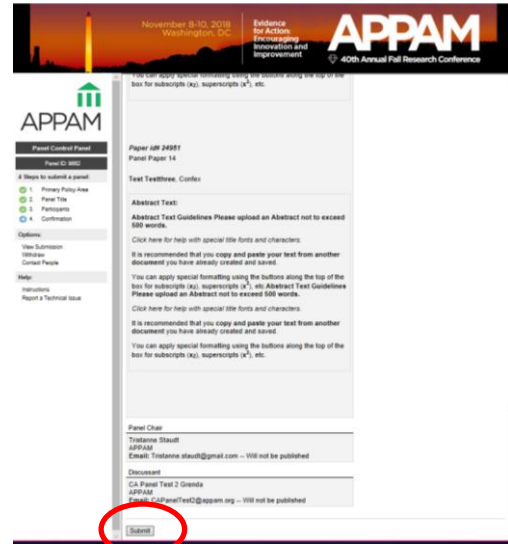 November 8-10, 2018
Washington, DC
Evidence
for Action:
Encouraging
Innovation and
Improvement
APPAM
40th Annual Fall Research Conference
APPAM
Panel Control Panel
Panel ID: 9882
4 Steps to submit a panel:
1. Primary Policy Area
2. Panel Title
3. Participants
4. Confirmation
Options:
View Submission
Withdraw
Contact People
Help:
Instructions
Report a Technical Issue
You can apply special formatting using the buttons along the top of the
box for subscripts (x₂), superscripts (x²), etc.
Paper id# 24951
Panel Paper 14
Test Testthree, Confex
Abstract Text:
Abstract Text Guidelines Please upload an Abstract not to exceed
500 words.
Click here for help with special title fonts and characters.
It is recommended that you copy and paste your text from another
document you have already created and saved.
You can apply special formatting using the buttons along the top of the
box for subscripts (x₂), superscripts (x²), etc.Abstract Text Guidelines
Please upload an Abstract not to exceed 500 words.
Click here for help with special title fonts and characters.
It is recommended that you copy and paste your text from another
document you have already created and saved.
You can apply special formatting using the buttons along the top of the
box for subscripts (x₂), superscripts (x²), etc.
Panel Chair
Tristanne Staudt
APPAM
Email: Tristanne.staudt@gmail.com -- Will not be published
Discussant
CA Panel Test 2 Grenda
APPAM
Email: CAPanelTest2@appam.org -- Will not be published
Submit